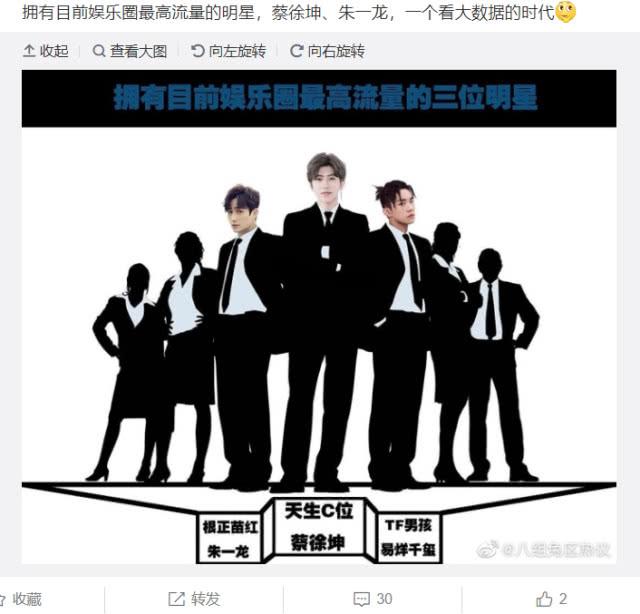 拥有目前娱乐圈最高流量的明星，蔡徐坤、朱一龙，一个看大数据的时代
收起 查看大图 向左旋转 向右旋转
拥有目前娱乐圈最高流量的三位明星
根正苗红
朱一龙
天生C位
蔡徐坤
TF男孩
易烊千玺
@八组兔区热议
收藏 转发 30 2